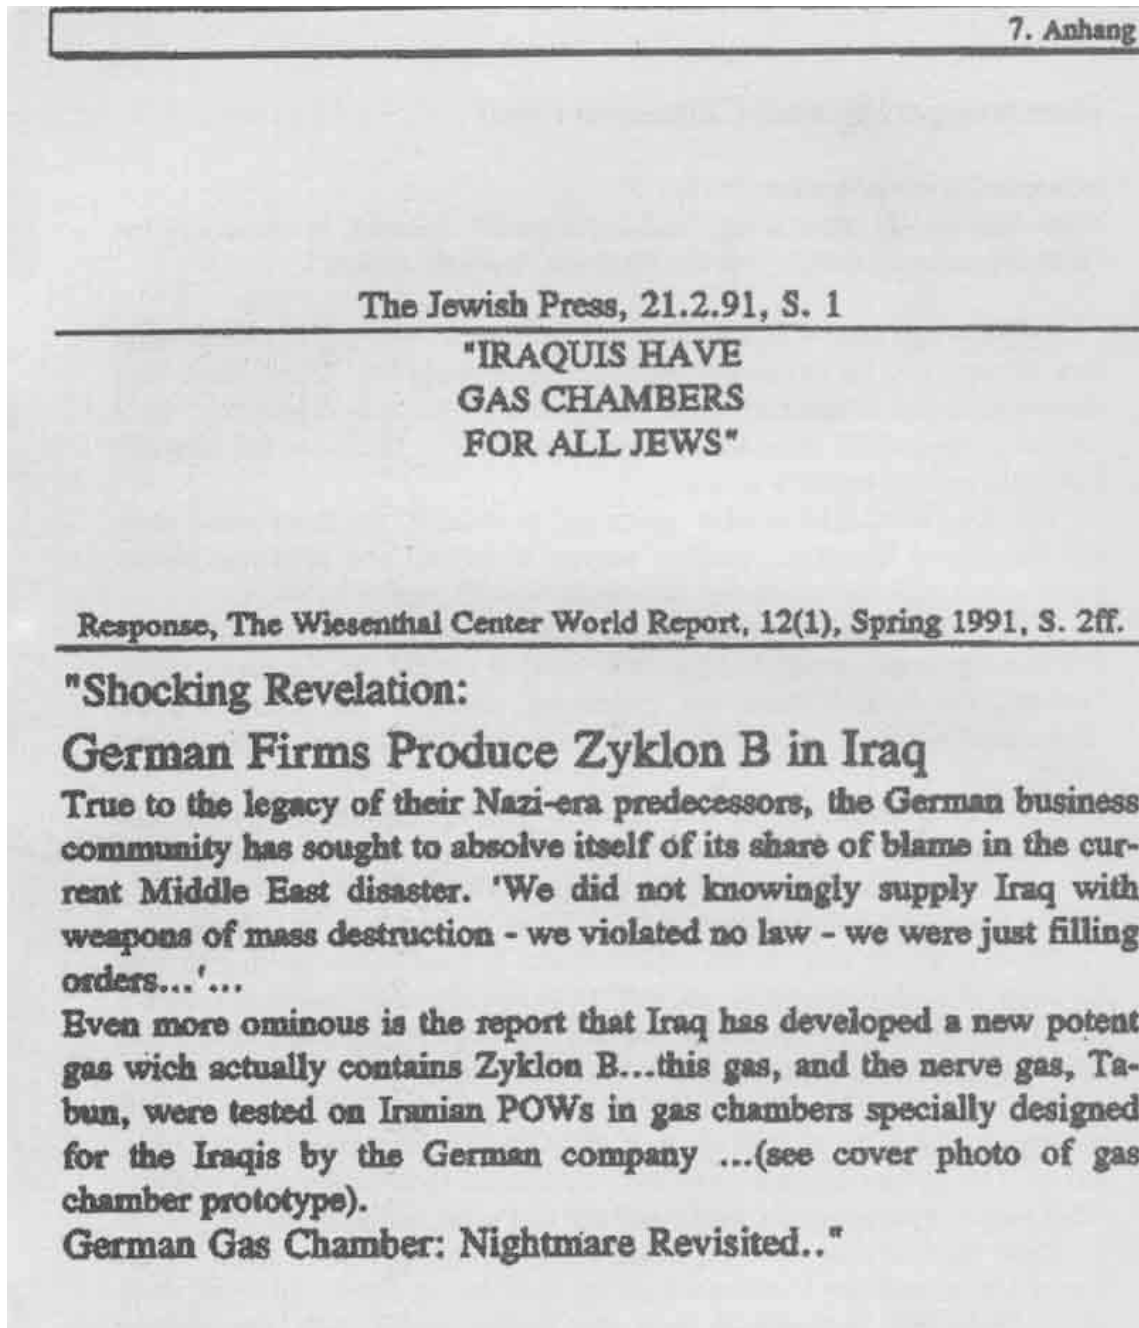 7. Anhang
The Jewish Press, 21.2.91, S. 1
"IRAQUIS HAVE
GAS CHAMBERS
FOR ALL JEWS"
Response, The Wiesenthal Center World Report, 12(1), Spring 1991, S. 2ff.
"Shocking Revelation:
German Firms Produce Zyklon B in Iraq
True to the legacy of their Nazi-era predecessors, the German business
community has sought to absolve itself of its share of blame in the cur-
rent Middle East disaster. 'We did not knowingly supply Iraq with
weapons of mass destruction - we violated no law - we were just filling
orders...'...
Even more ominous is the report that Iraq has developed a new potent
gas wich actually contains Zyklon B...this gas, and the nerve gas, Ta-
bun, were tested on Iranian POWs in gas chambers specially designed
for the Iraqis by the German company ...(see cover photo of gas
chamber prototype).
German Gas Chamber: Nightmare Revisited.."